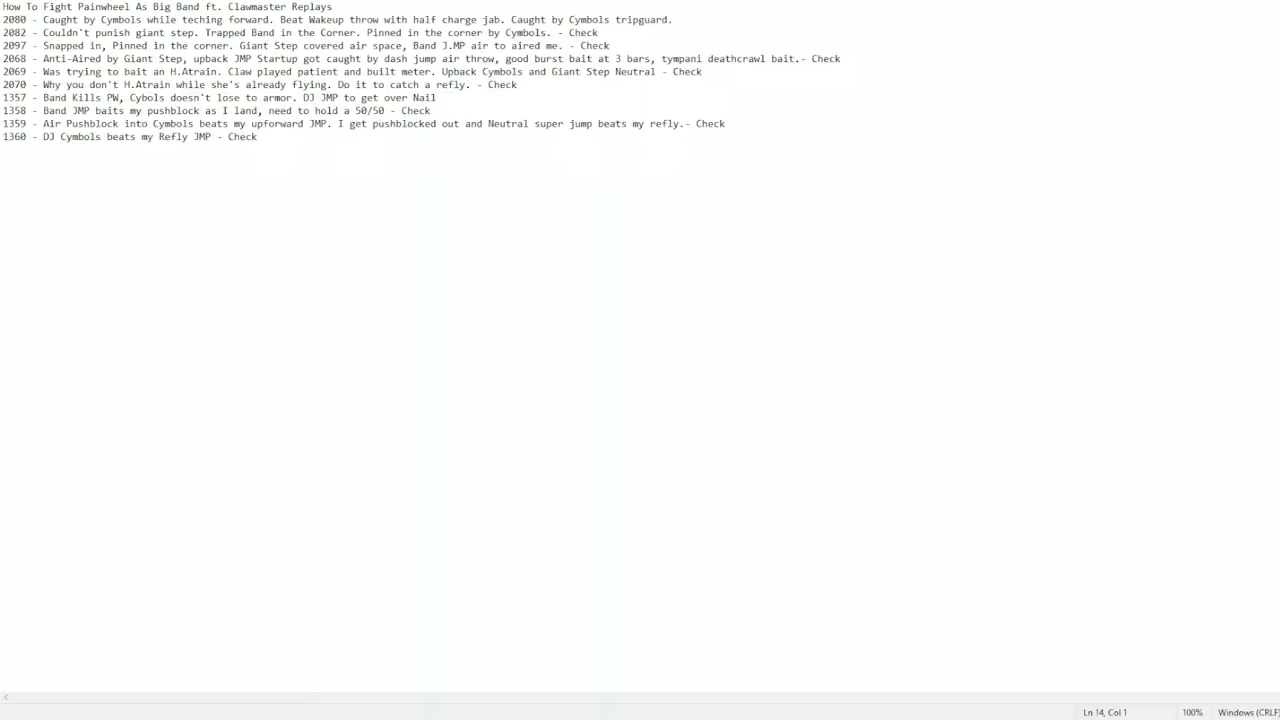 How To Fight Painwheel As Big Band ft. Clawmaster Replays
2080 - Caught by Cymbols while teching forward. Beat Wakeup throw with half charge jab. Caught by Cymbols tripguard.
2082 - Couldn't punish giant step. Trapped Band in the Corner. Pinned in the corner by Cymbols. - Check
2097 - Snapped in, Pinned in the corner. Giant Step covered air space, Band J.MP air to aired me. - Check
2068 - Anti-Aired by Giant Step, upback JMP Startup got caught by dash jump air throw, good burst bait at 3 bars, tympani deathcrawl bait.- Check
2069 - Was trying to bait an H.Atrain. Claw played patient and built meter. Upback Cymbols and Giant Step Neutral - Check
2070 - Why you don't H.Atrain while she's already flying. Do it to catch a refly. - Check
1357 - Band Kills PW, Cybols doesn't lose to armor. DJ JMP to get over Nail
1358 - Band JMP baits my pushblock as I land, need to hold a 50/50 - Check
1359 - Air Pushblock into Cymbols beats my upforward JMP. I get pushblocked out and Neutral super jump beats my refly.- Check
1360 - DJ Cymbols beats my Refly JMP - Check
Ln 14, Col 1
100%
Windows (CRLF)